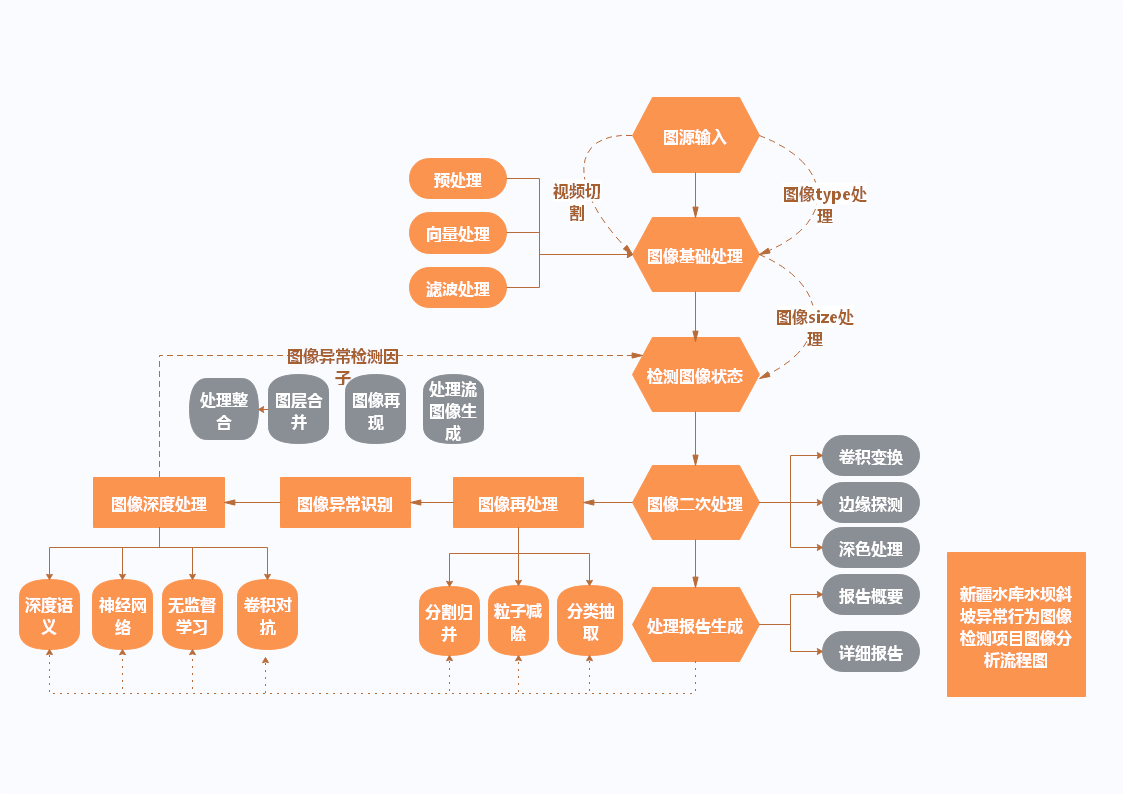 图源输入
预处理
视频切
割
图像type处
理
向量处理
图像基础处理
滤波处理
图像size处
理
图像异常检测因
子
检测图像状态
处理整
合
图层合
并
图像再
现
处理流
图像生
成
卷积变换
图像深度处理
图像异常识别
图像再处理
图像二次处理
边缘探测
深色处理
深度语
义
神经网
络
无监督
学习
卷积对
抗
分割归
并
粒子减
除
分类抽
取
处理报告生成
报告概要
详细报告
新疆水库水坝斜
坡异常行为图像
检测项目图像分
析流程图